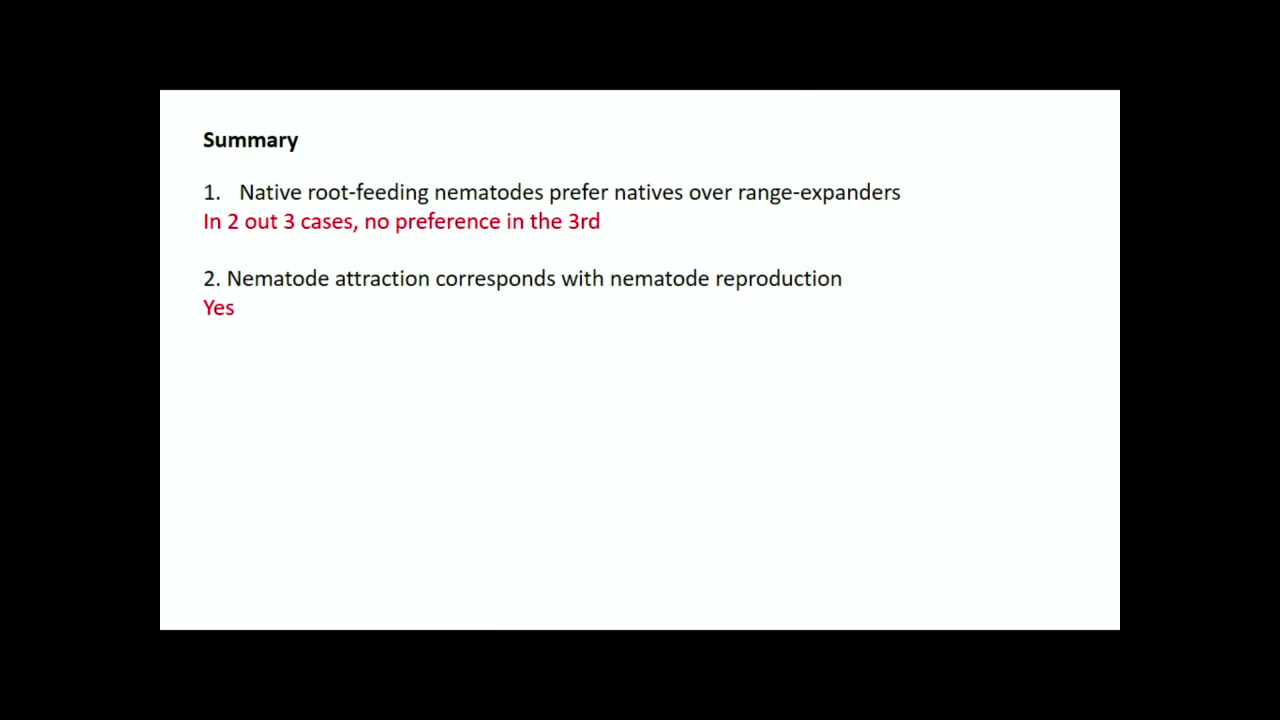 Summary
1. Native root-feeding nematodes prefer natives over range-expanders
In 2 out 3 cases, no preference in the 3rd
2. Nematode attraction corresponds with nematode reproduction
Yes